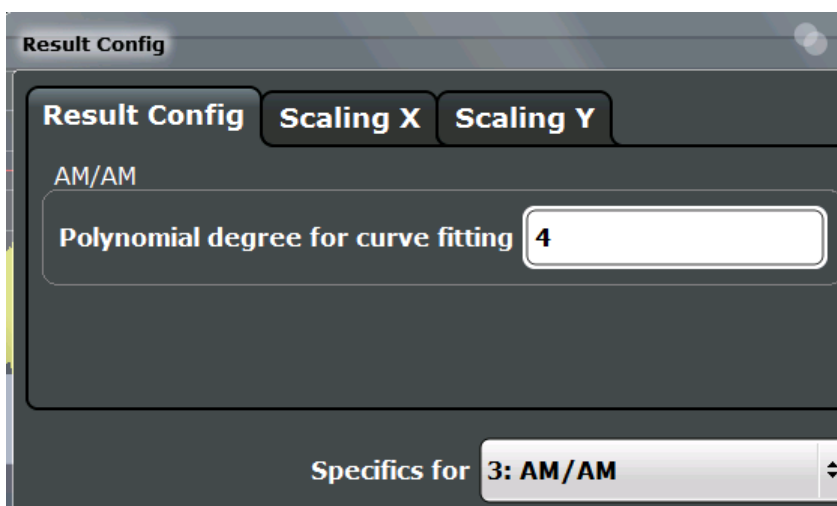 Result Config
Result Config Scaling X Scaling Y
AM/AM
Polynomial degree for curve fitting 4
Specifics for 3: AM/AM